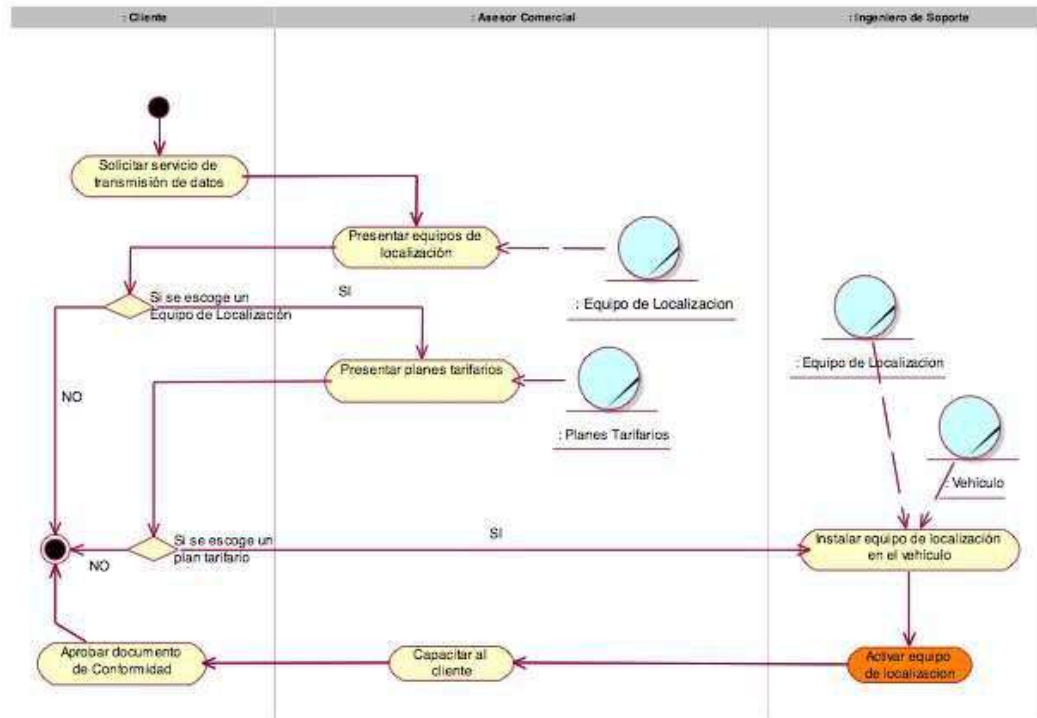 : Cliente
: Asesor Comercial
: Ingeniero de Soporte
Solicitar servicio de
transmisión de datos
Presentar equipos de
localización
Si se escoge un
Equipo de Localización
SI
: Equipo de Localizacion
: Equipo de Localizacion
Presentar planes tarifarios
NO
: Planes Tarifarios
: Vehículo
Si se escoge un
plan tarifario
SI
NO
Instalar equipo de localización
en el vehículo
Aprobar documento
de Conformidad
Capacitar al
cliente
Activar equipo
de localizacion